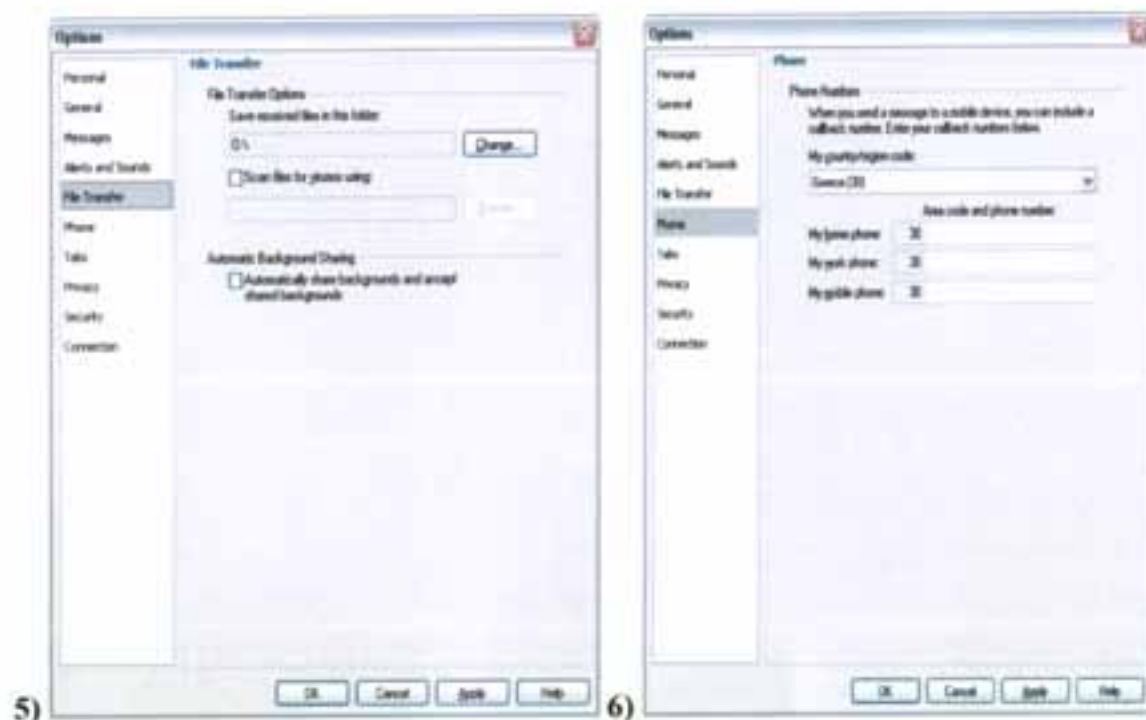 Options
Personal
General
Messages
Alerts and Sounds
File Transfer
Phone
Tabs
Privacy
Security
Connection
File Transfer
File Transfer Options
Save received files in this folder
D:\
Change...
Scan files for viruses using:
Automatic Background Sharing
Automatically share backgrounds and accept
shared backgrounds
OK
Cancel
Apply
Help
5)
Options
Personal
General
Messages
Alerts and Sounds
File Transfer
Phone
Tabs
Privacy
Security
Connection
Phone
Phone Numbers
When you send a message to a mobile device, you can include a
callback number. Enter your callback numbers below.
My country/region code:
Greece (30)
Area code and phone number
My home phone: 30
My work phone: 30
My mobile phone: 30
OK
Cancel
Apply
Help
6)